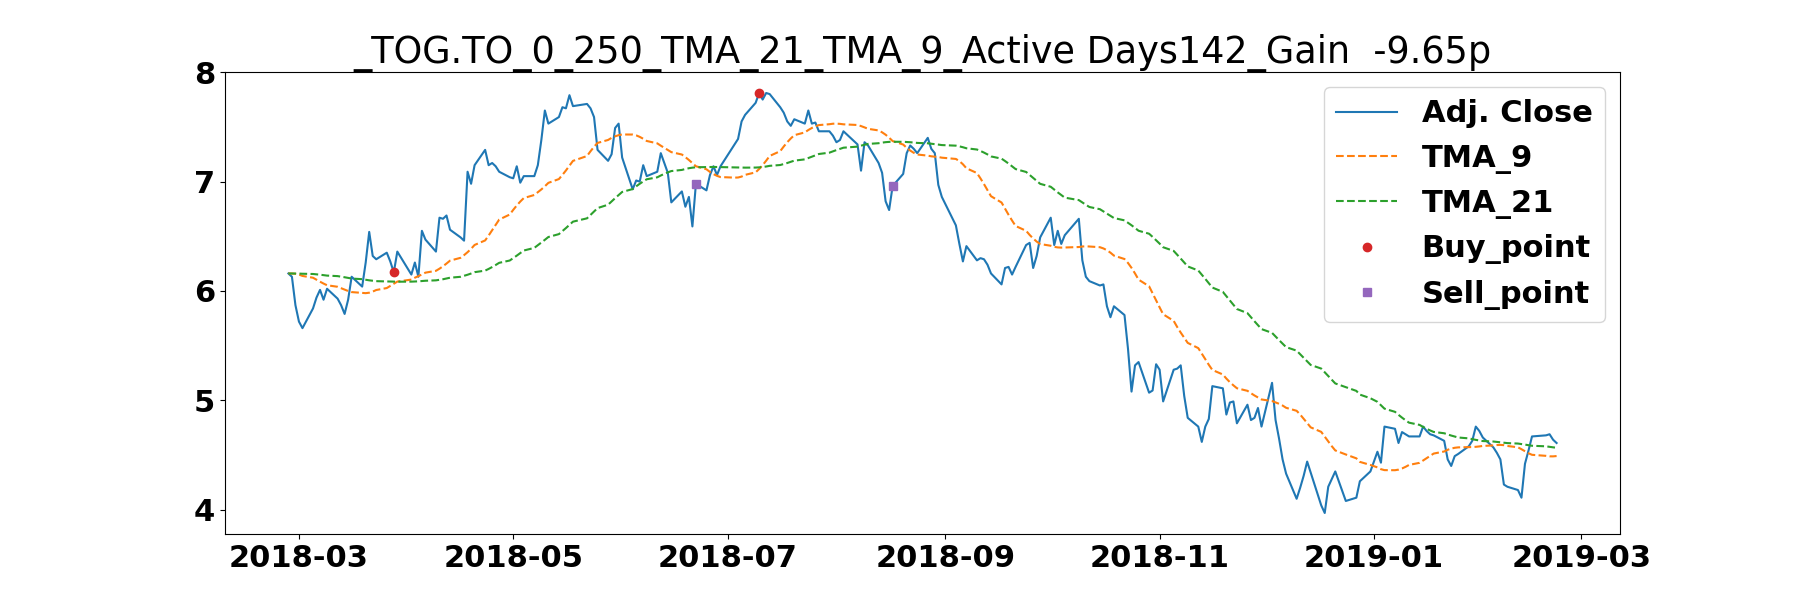 _TOG.TO_0_250_TMA_21_TMA_9_Active Days142_Gain  -9.65p
8
7
6
5
4
Adj. Close
TMA_9
TMA_21
Buy_point
Sell_point
2018-03 2018-05 2018-07 2018-09 2018-11 2019-01 2019-03